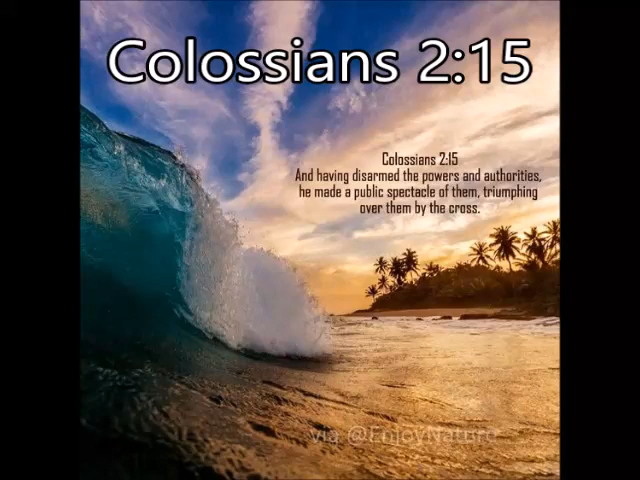 Colossians 2:15
Colossians 2:15
And having disarmed the powers and authorities,
he made a public spectacle of them, triumphing
over them by the cross.
via @EnjoyNature